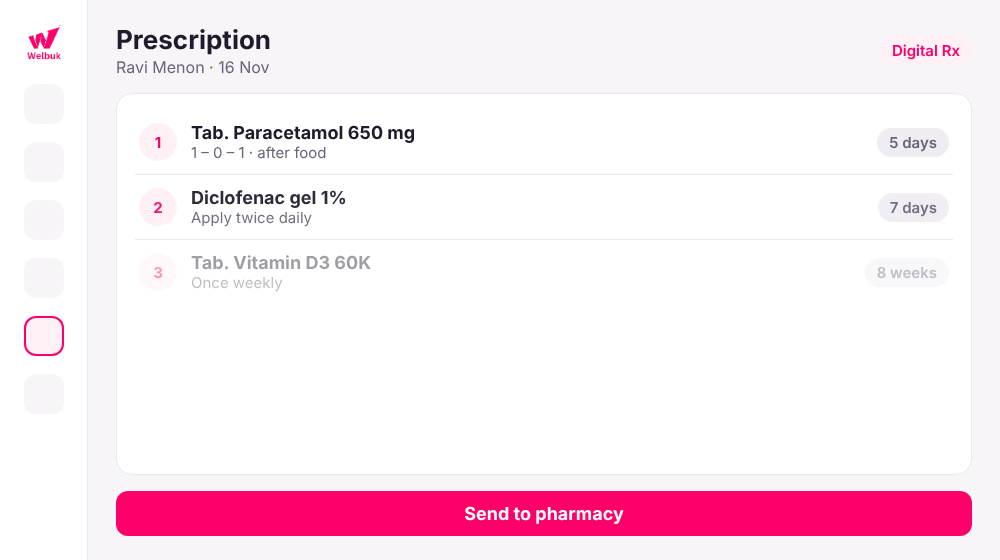 Welbuk
Prescription
Ravi Menon · 16 Nov
Digital Rx
1
Tab. Paracetamol 650 mg
1 – 0 – 1 · after food
5 days
2
Diclofenac gel 1%
Apply twice daily
7 days
3
Tab. Vitamin D3 60K
Once weekly
8 weeks
Send to pharmacy